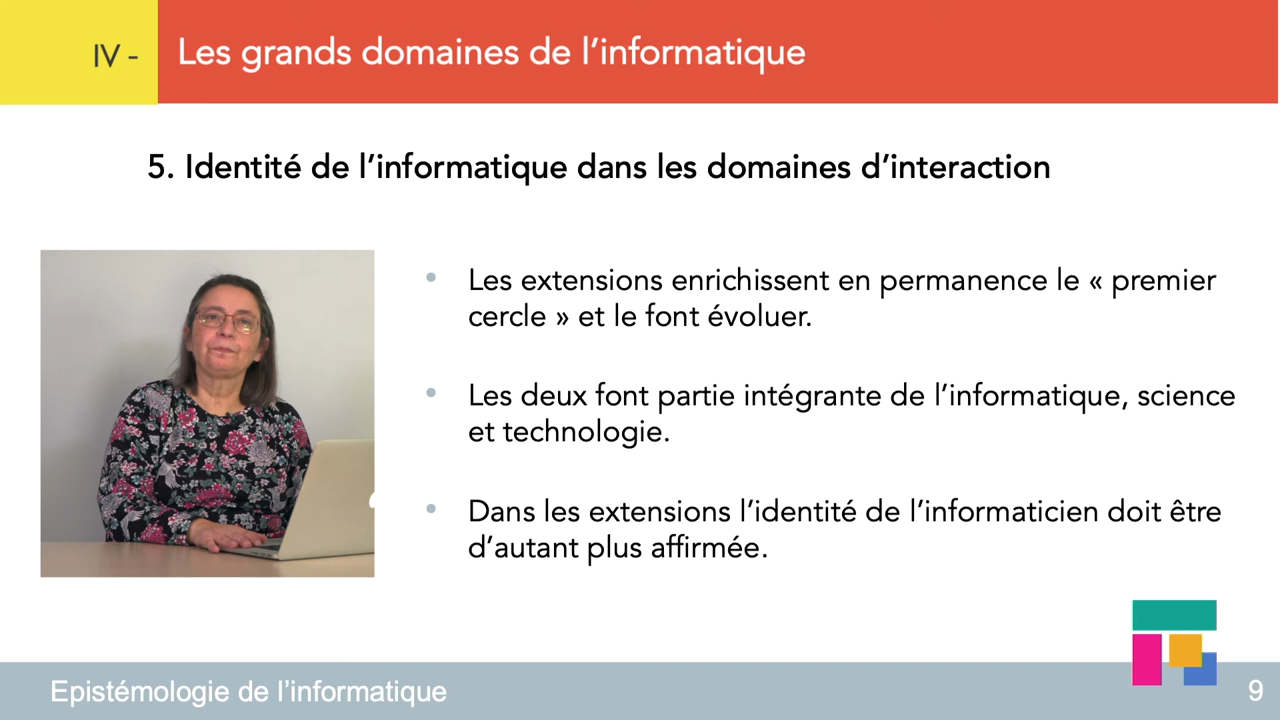 IV - Les grands domaines de l’informatique
5. Identité de l’informatique dans les domaines d’interaction
• Les extensions enrichissent en permanence le « premier
cercle » et le font évoluer.
• Les deux font partie intégrante de l’informatique, science
et technologie.
• Dans les extensions l’identité de l’informaticien doit être
d’autant plus affirmée.
Epistémologie de l’informatique
9